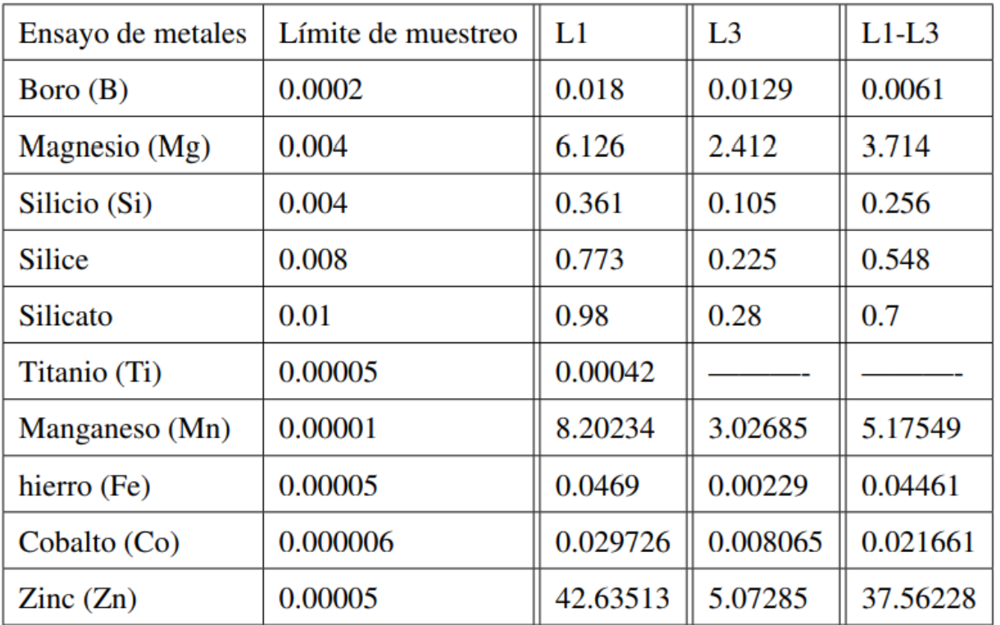 Ensayo de metales Límite de muestreo L1 L3 L1-L3
Boro (B) 0.0002 0.018 0.0129 0.0061
Magnesio (Mg) 0.004 6.126 2.412 3.714
Silicio (Si) 0.004 0.361 0.105 0.256
Silice 0.008 0.773 0.225 0.548
Silicato 0.01 0.98 0.28 0.7
Titanio (Ti) 0.00005 0.00042 ———- ———-
Manganeso (Mn) 0.00001 8.20234 3.02685 5.17549
hierro (Fe) 0.00005 0.0469 0.00229 0.04461
Cobalto (Co) 0.000006 0.029726 0.008065 0.021661
Zinc (Zn) 0.00005 42.63513 5.07285 37.56228